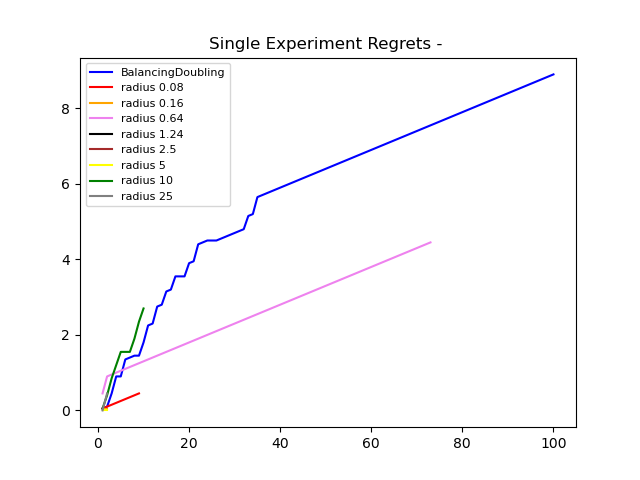 Single Experiment Regrets -
BalancingDoubling
radius 0.08
radius 0.16
radius 0.64
radius 1.24
radius 2.5
radius 5
radius 10
radius 25
8
6
4
2
0
0 20 40 60 80 100